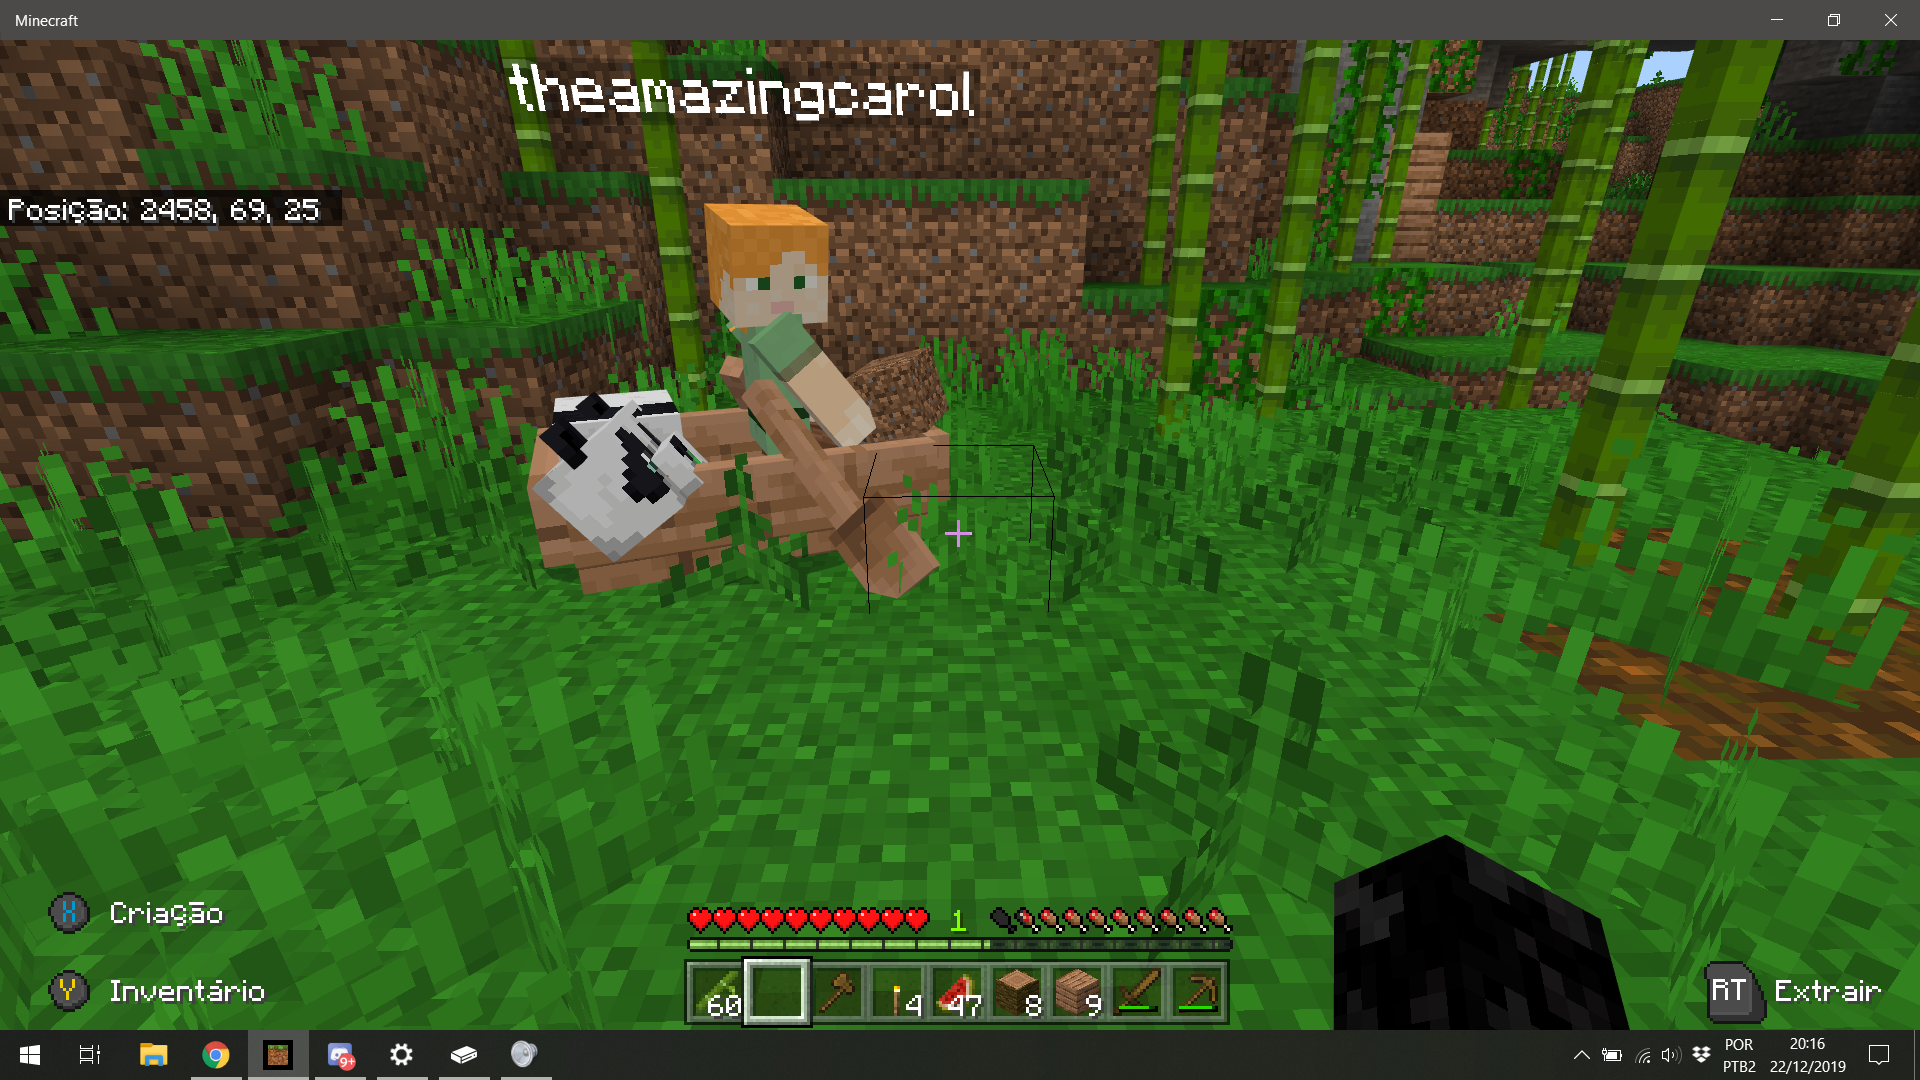 Minecraft
theamazingcarol
Posição: 2458, 69, 25
X Criação
Y Inventário
1
60
4
47
8
9
RT Extrair
9+
POR
PTB2
20:16
22/12/2019